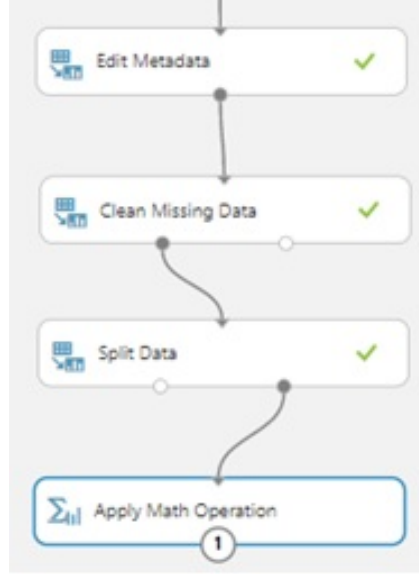 Edit Metadata
Clean Missing Data
Split Data
Apply Math Operation
1